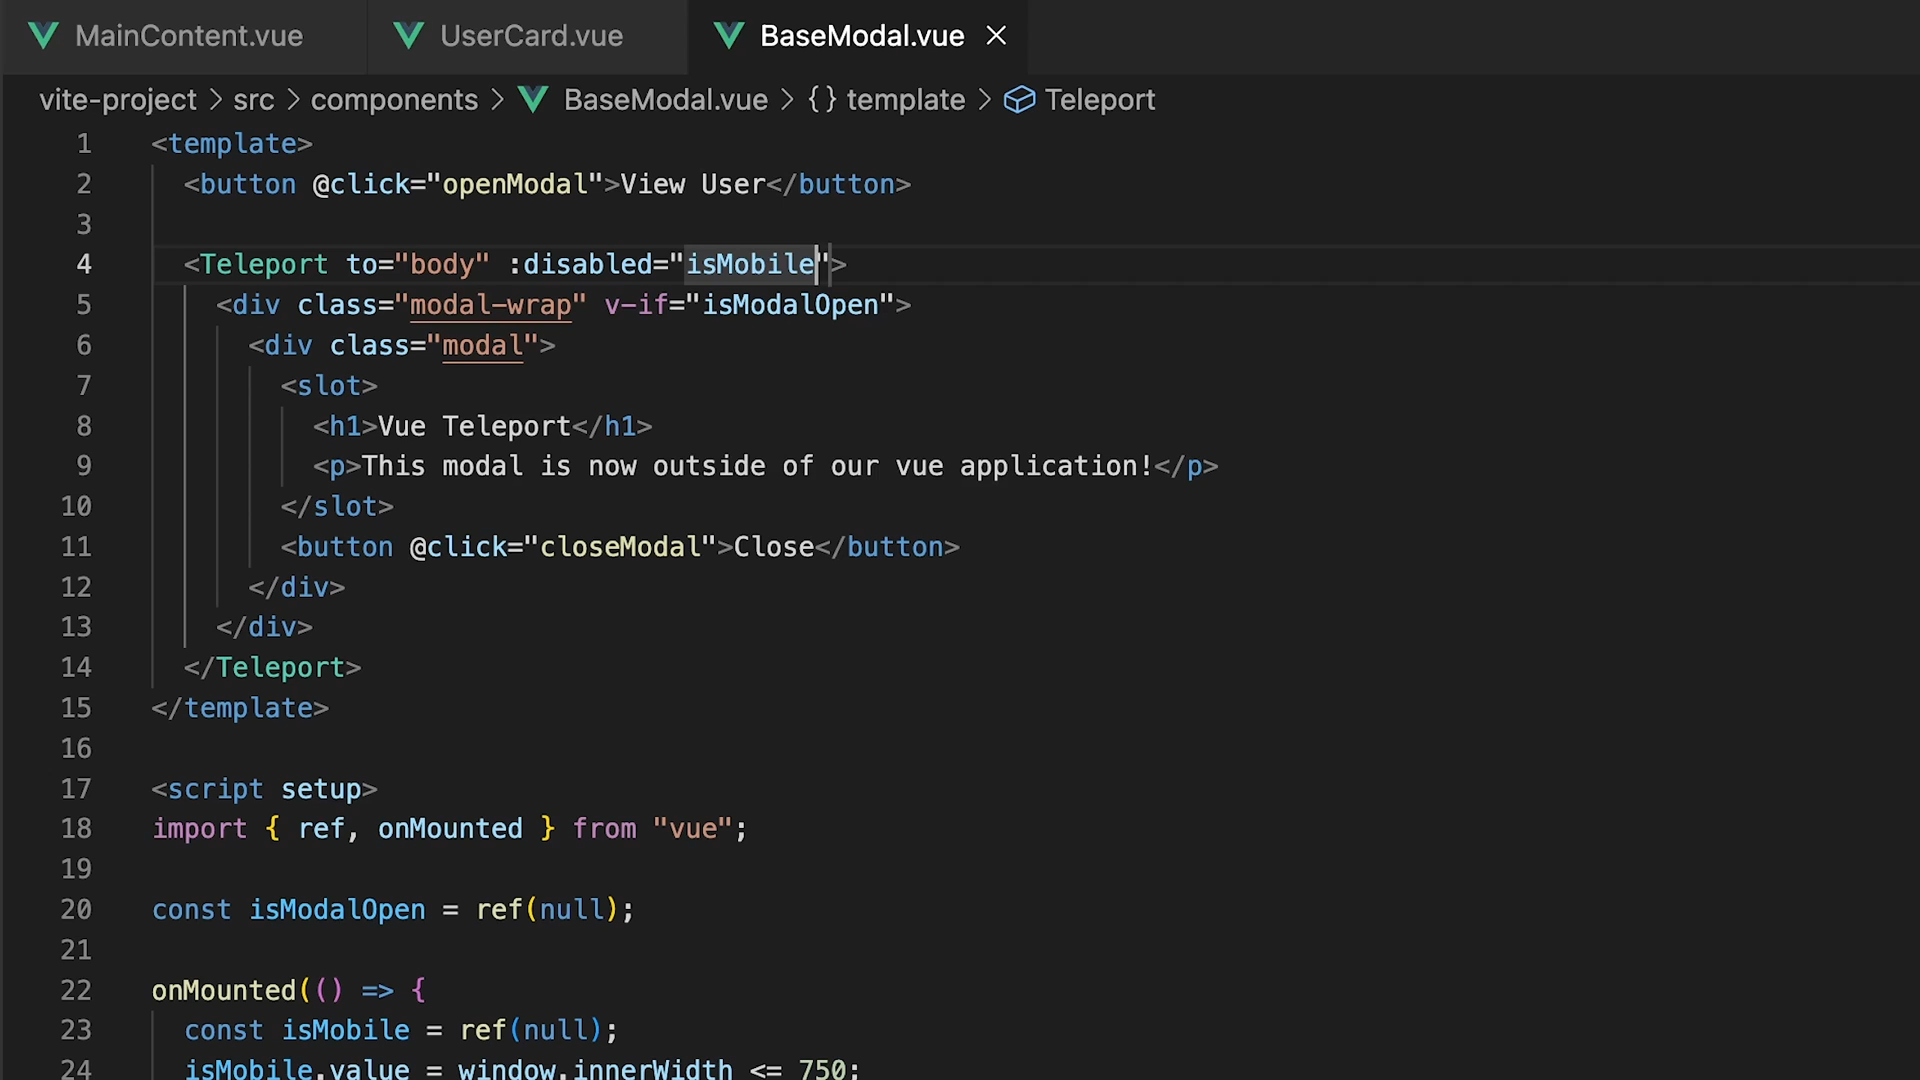 MainContent.vue UserCard.vue BaseModal.vue
vite-project > src > components > BaseModal.vue > {} template > Teleport
1 <template>
2 <button @click="openModal">View User</button>
3
4 <Teleport to="body" :disabled="isMobile">
5 <div class="modal-wrap" v-if="isModalOpen">
6 <div class="modal">
7 <slot>
8 <h1>Vue Teleport</h1>
9 <p>This modal is now outside of our vue application!</p>
10 </slot>
11 <button @click="closeModal">Close</button>
12 </div>
13 </div>
14 </Teleport>
15 </template>
16
17 <script setup>
18 import { ref, onMounted } from "vue";
19
20 const isModalOpen = ref(null);
21
22 onMounted(() => {
23 const isMobile = ref(null);
24 isMobile.value = window.innerWidth <= 750;